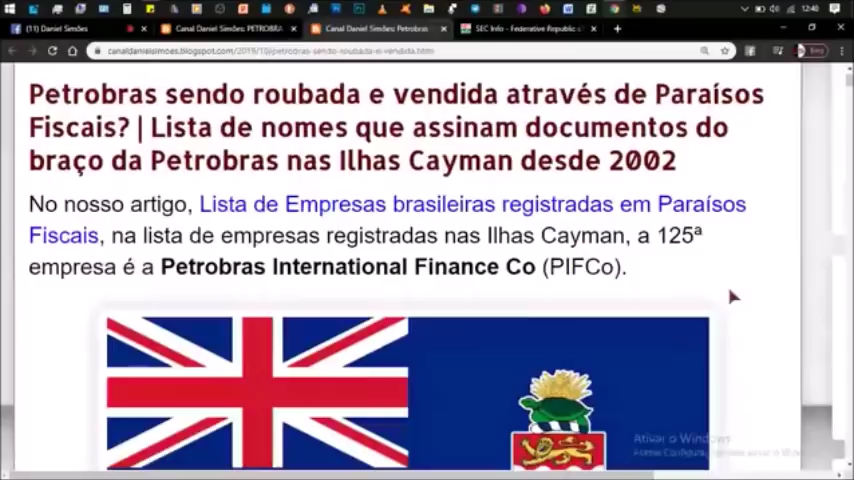 (11) Daniel Simões
Canal Daniel Simões: PETROBRA
Canal Daniel Simões: Petrobras
SEC Info - Federative Republic o
12:40
canaldanielsimoes.blogspot.com/2019/10/petrobras-sendo-roubada-e-vendida.html
Petrobras sendo roubada e vendida através de Paraísos
Fiscais? | Lista de nomes que assinam documentos do
braço da Petrobras nas Ilhas Cayman desde 2002
No nosso artigo, Lista de Empresas brasileiras registradas em Paraísos
Fiscais, na lista de empresas registradas nas Ilhas Cayman, a 125ª
empresa é a Petrobras International Finance Co (PIFCo).
Ativar o Windows